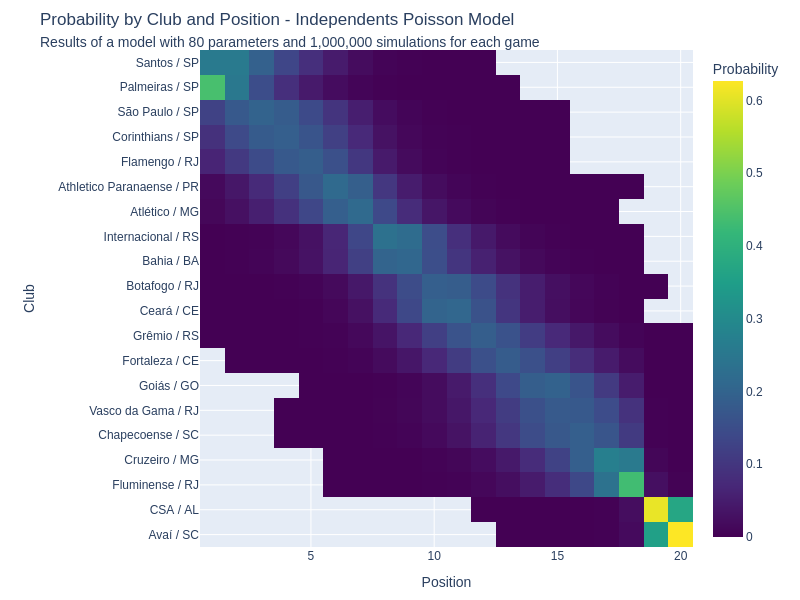 Probability by Club and Position - Independents Poisson Model
Results of a model with 80 parameters and 1,000,000 simulations for each game
Probability
Santos / SP
Palmeiras / SP
São Paulo / SP
Corinthians / SP
Flamengo / RJ
Athletico Paranaense / PR
Atlético / MG
Internacional / RS
Bahia / BA
Botafogo / RJ
Ceará / CE
Grêmio / RS
Fortaleza / CE
Goiás / GO
Vasco da Gama / RJ
Chapecoense / SC
Cruzeiro / MG
Fluminense / RJ
CSA / AL
Avaí / SC
Club
5
10
15
20
Position
0.6
0.5
0.4
0.3
0.2
0.1
0